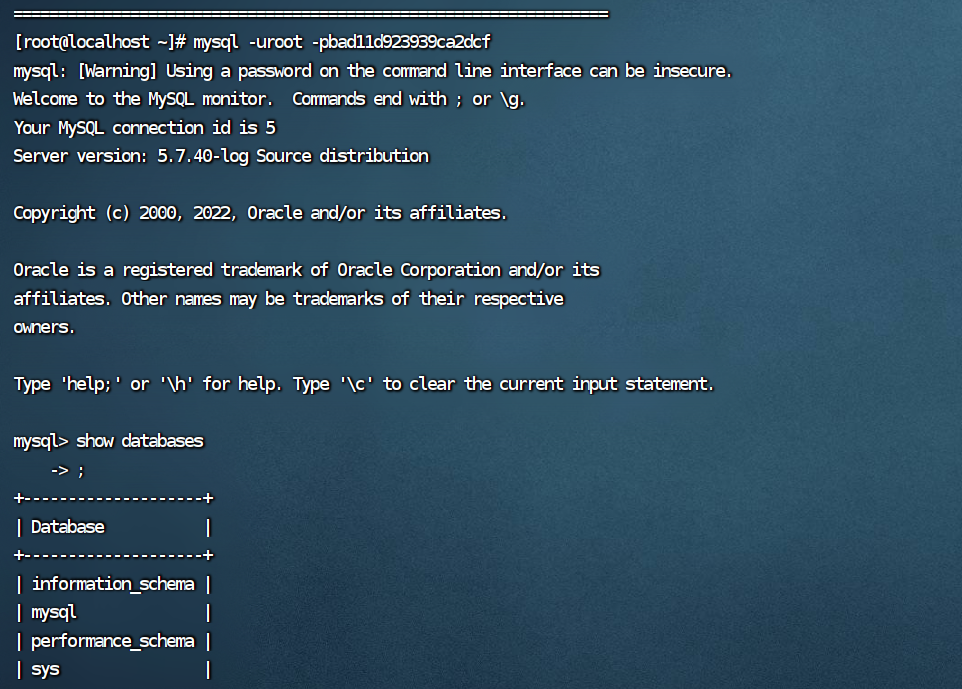 ==================================================================
[root@localhost ~]# mysql -uroot -pbad11d923939ca2dcf
mysql: [Warning] Using a password on the command line interface can be insecure.
Welcome to the MySQL monitor.  Commands end with ; or \g.
Your MySQL connection id is 5
Server version: 5.7.40-log Source distribution

Copyright (c) 2000, 2022, Oracle and/or its affiliates.

Oracle is a registered trademark of Oracle Corporation and/or its
affiliates. Other names may be trademarks of their respective
owners.

Type 'help;' or '\h' for help. Type '\c' to clear the current input statement.

mysql> show databases
    -> ;
+--------------------+
| Database           |
+--------------------+
| information_schema |
| mysql              |
| performance_schema |
| sys                |